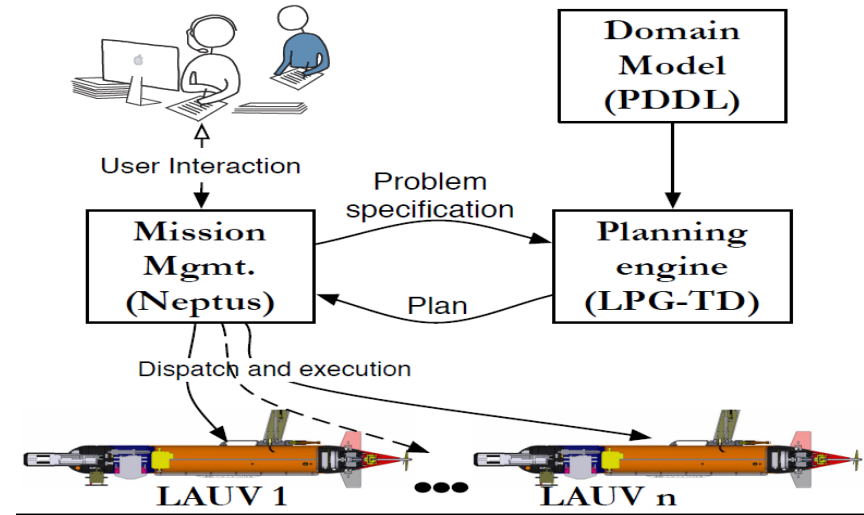 Domain
Model
(PDDL)
User Interaction
Problem
specification
Mission
Mgmt.
(Neptus)
Planning
engine
(LPG-TD)
Plan
Dispatch and execution
LAUV 1
LAUV n